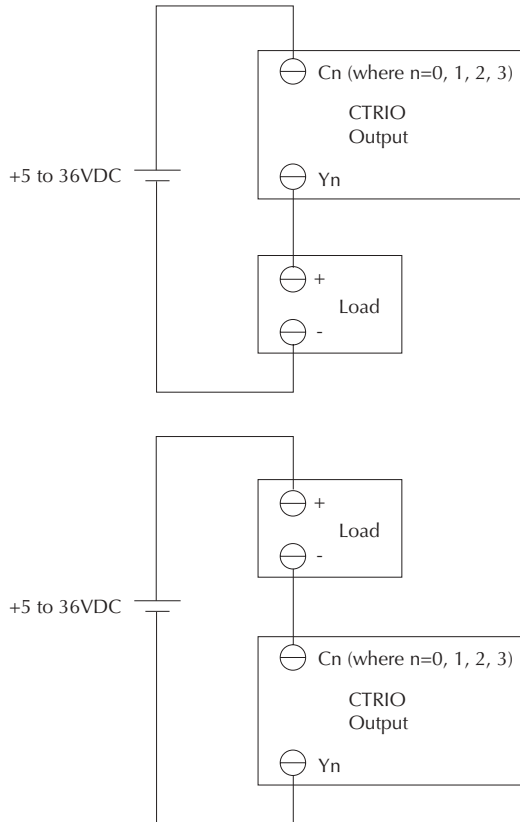 Cn (where n=0, 1, 2, 3)
CTRIO
Output
+5 to 36VDC
Yn
+
Load
-
+
Load
-
+5 to 36VDC
Cn (where n=0, 1, 2, 3)
CTRIO
Output
Yn